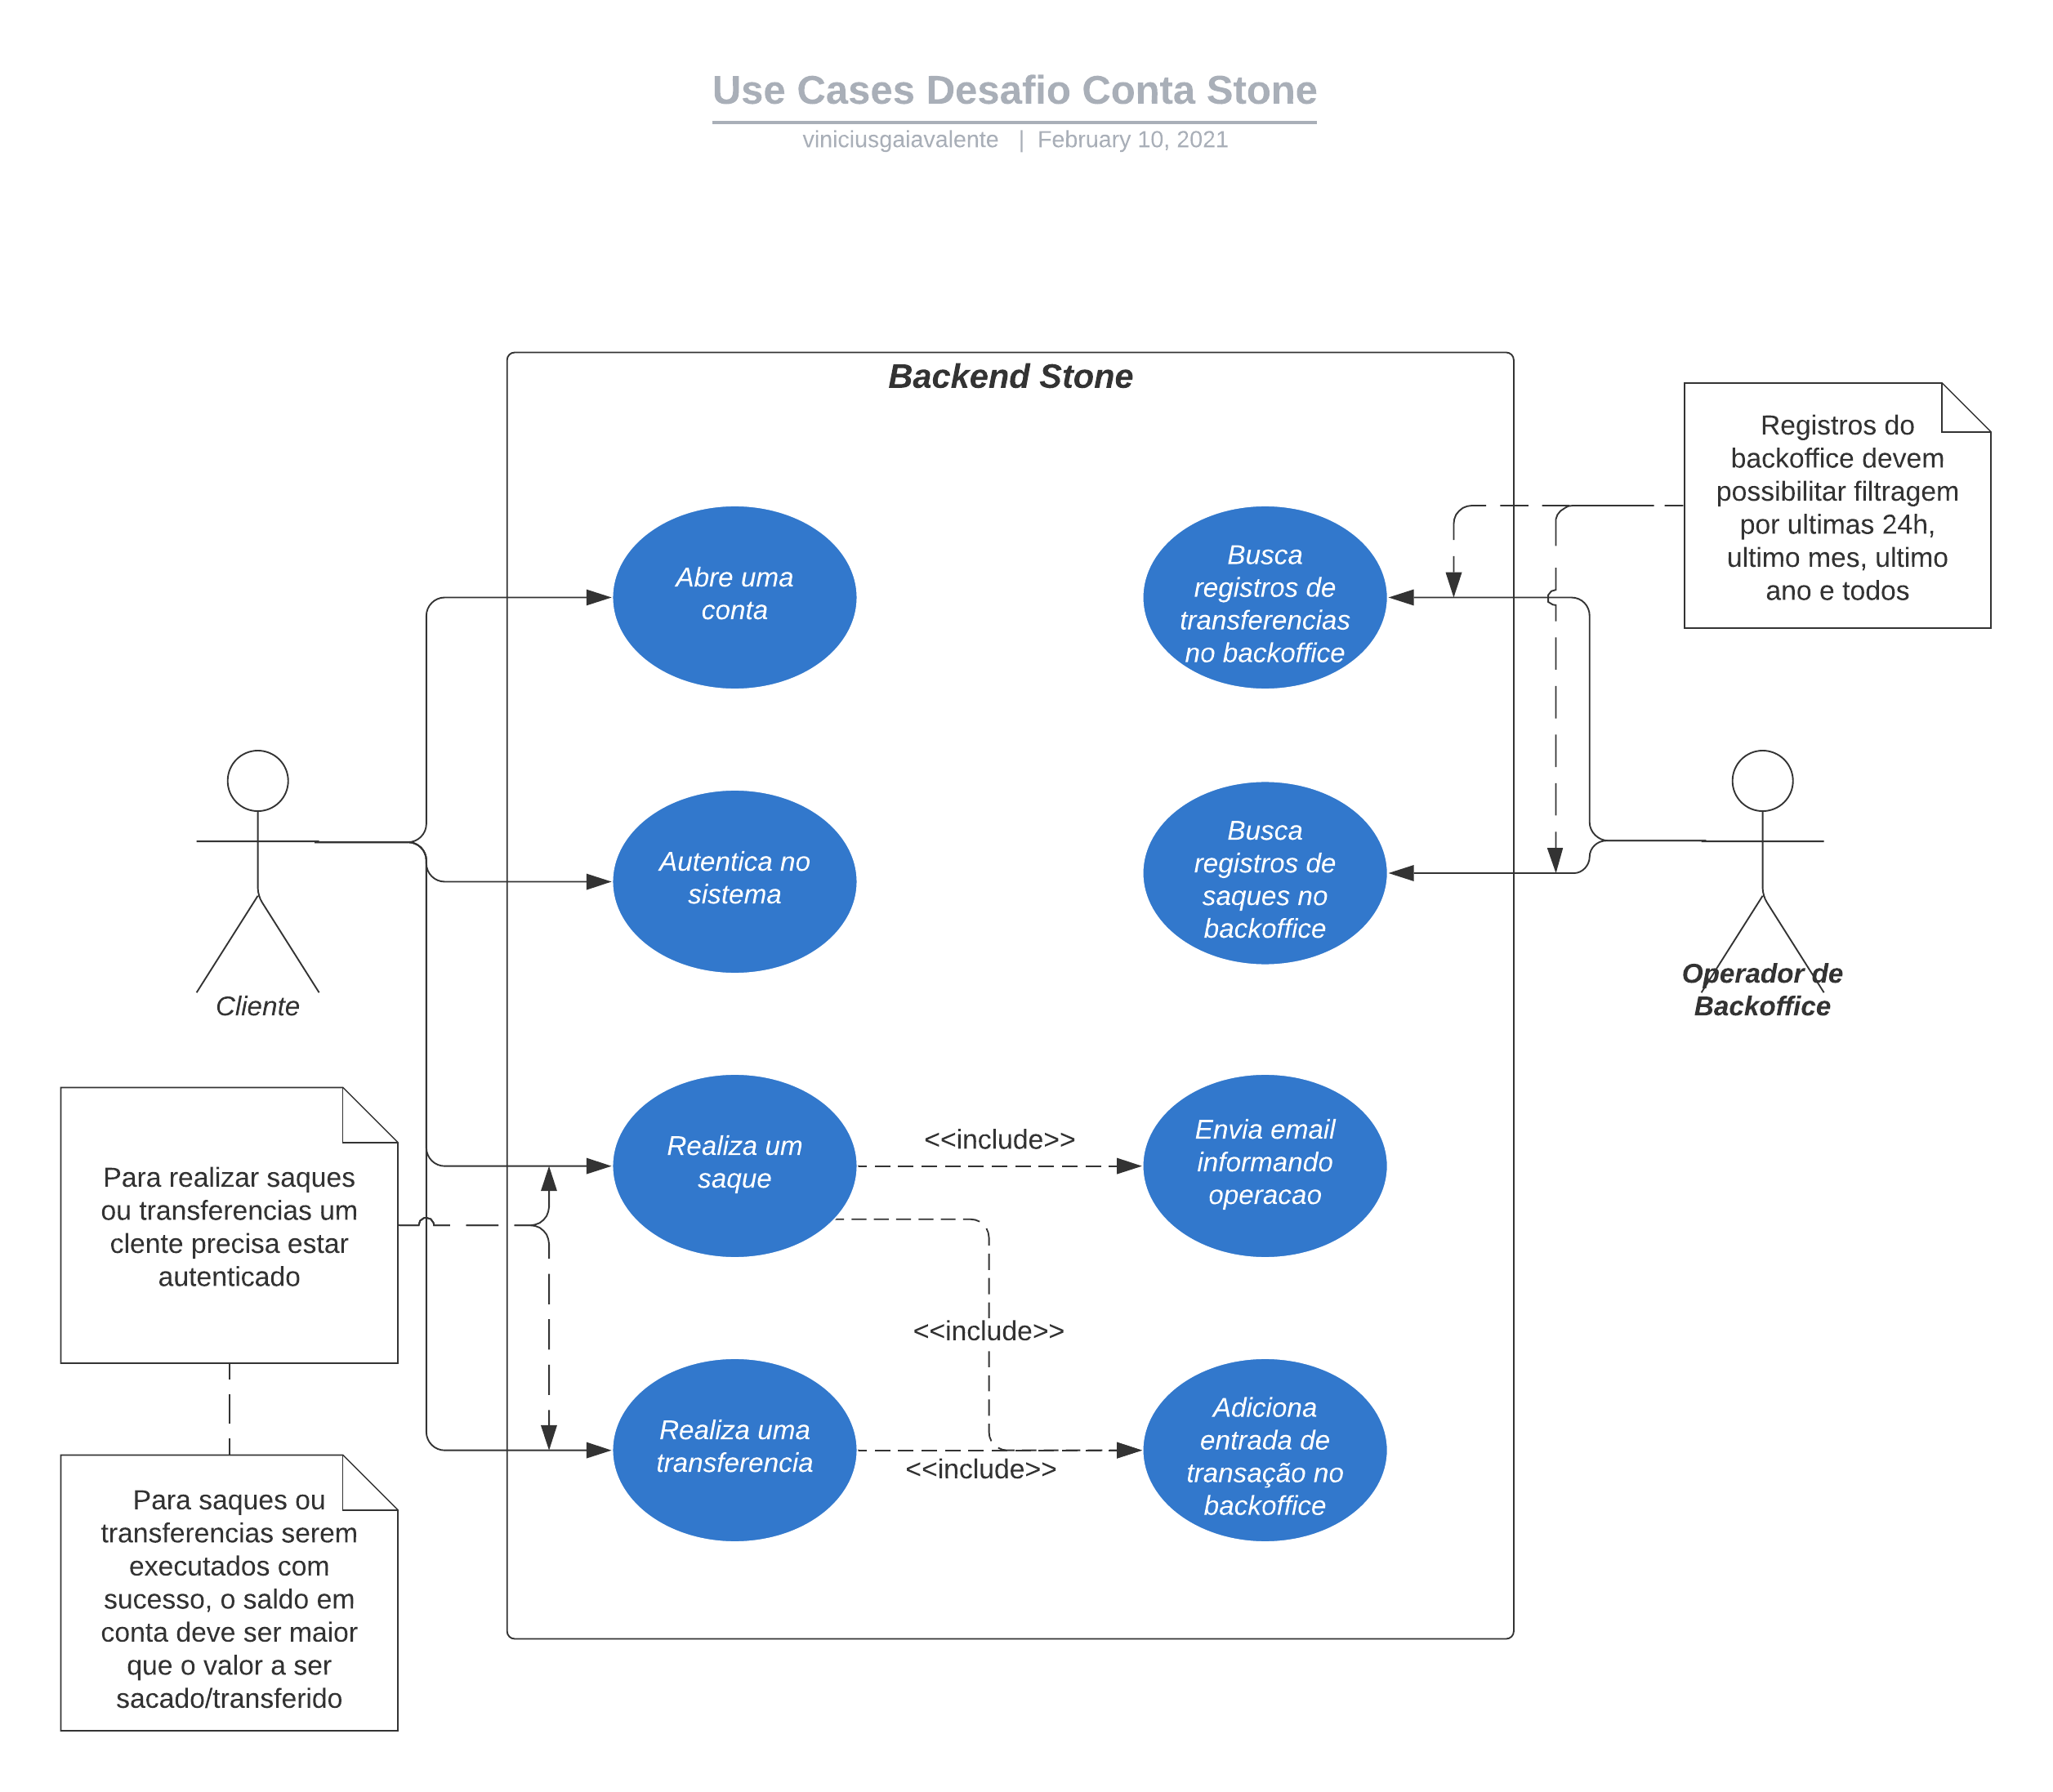 Use Cases Desafio Conta Stone
viniciusgaiavalente | February 10, 2021
Backend Stone
Registros do
backoffice devem
possibilitar filtragem
por ultimas 24h,
ultimo mes, ultimo
ano e todos
Abre uma
conta
Busca
registros de
transferencias
no backoffice
Autentica no
sistema
Busca
registros de
saques no
backoffice
Cliente
Operador de
Backoffice
Para realizar saques
ou transferencias um
clente precisa estar
autenticado
Realiza um
saque
<<include>>
Envia email
informando
operacao
<<include>>
Realiza uma
transferencia
<<include>>
Adiciona
entrada de
transação no
backoffice
Para saques ou
transferencias serem
executados com
sucesso, o saldo em
conta deve ser maior
que o valor a ser
sacado/transferido